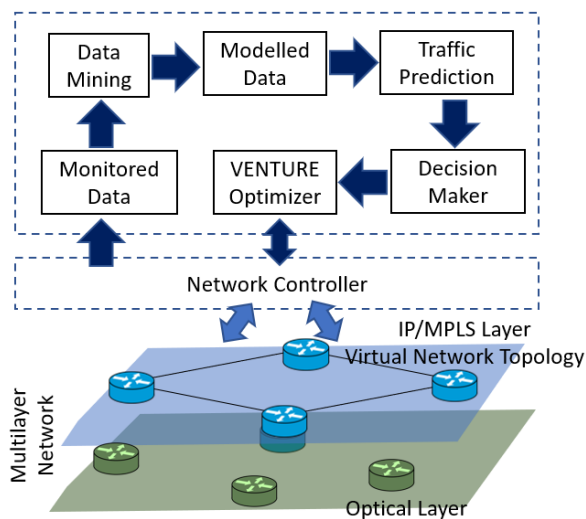 Data
Mining
Modelled
Data
Traffic
Prediction
Monitored
Data
VENTURE
Optimizer
Decision
Maker
Network Controller
IP/MPLS Layer
Virtual Network Topology
Multilayer
Network
Optical Layer